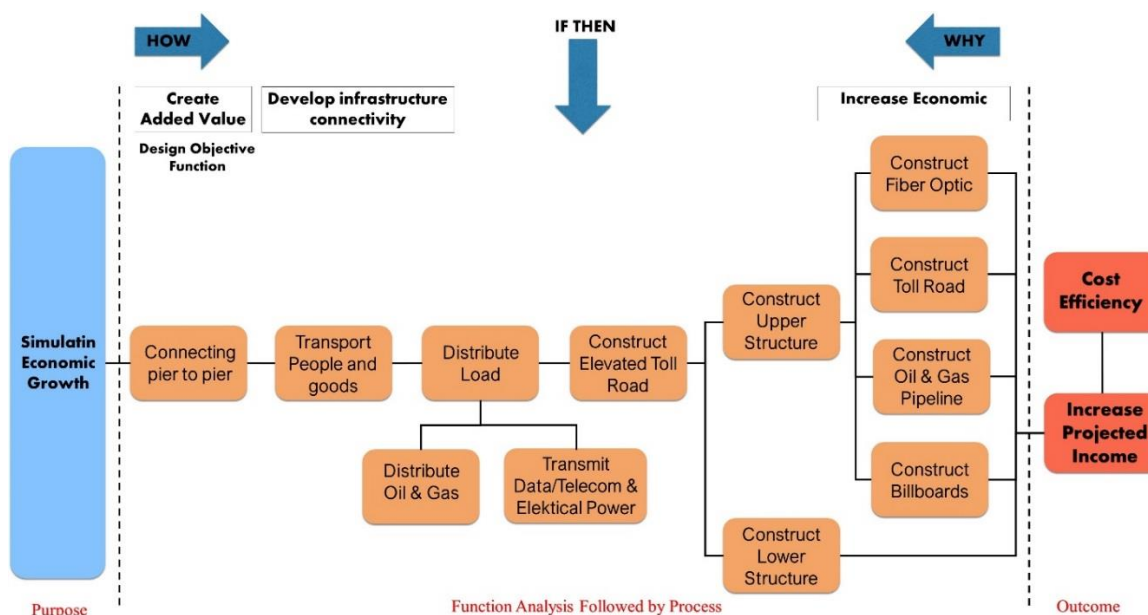 HOW
IF THEN
WHY
Create
Added Value
Develop infrastructure
connectivity
Increase Economic
Design Objective
Function
Simulatin
Economic
Growth
Connecting
pier to pier
Transport
People and
goods
Distribute
Load
Construct
Elevated Toll
Road
Distribute
Oil & Gas
Transmit
Data/Telecom &
Elektical Power
Construct
Upper
Structure
Construct
Lower
Structure
Construct
Fiber Optic
Construct
Toll Road
Construct
Oil & Gas
Pipeline
Construct
Billboards
Cost
Efficiency
Increase
Projected
Income
Purpose
Function Analysis Followed by Process
Outcome